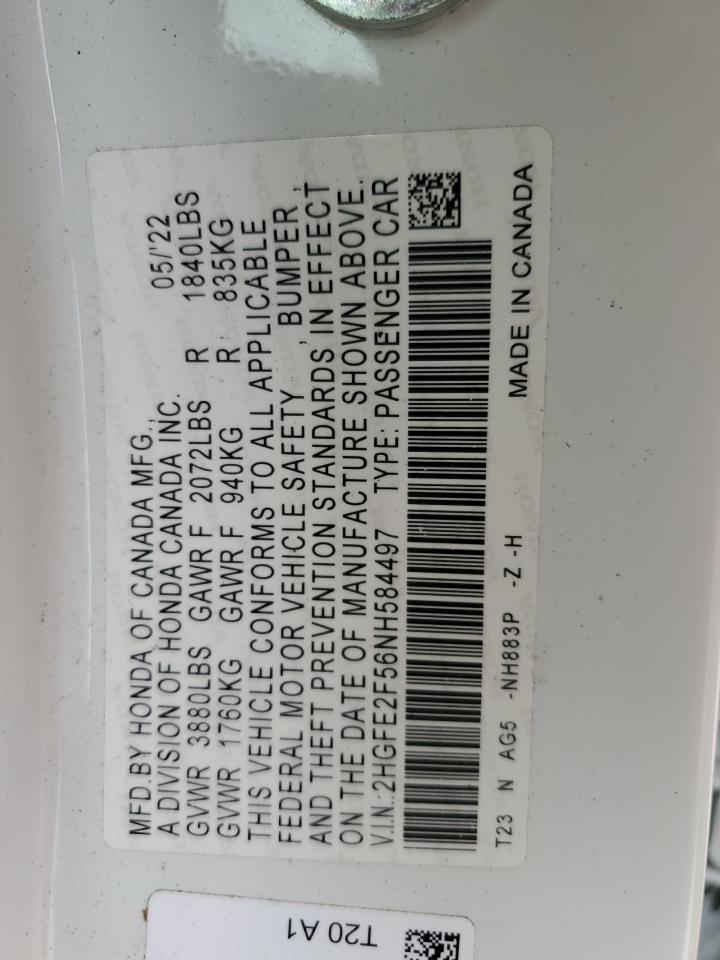 MFD.BY HONDA OF CANADA MFG.,
A DIVISION OF HONDA CANADA INC. 05/'22
GVWR 3880LBS GAWR F 2072LBS R 1840LBS
GVWR 1760KG GAWR F 940KG R 835KG
THIS VEHICLE CONFORMS TO ALL APPLICABLE
FEDERAL MOTOR VEHICLE SAFETY , BUMPER ,
AND THEFT PREVENTION STANDARDS IN EFFECT
ON THE DATE OF MANUFACTURE SHOWN ABOVE.
V.I.N.:2HGFE2F56NH584497 TYPE: PASSENGER CAR
T23 N AG5 -NH883P -Z -H
MADE IN CANADA
T20 A1